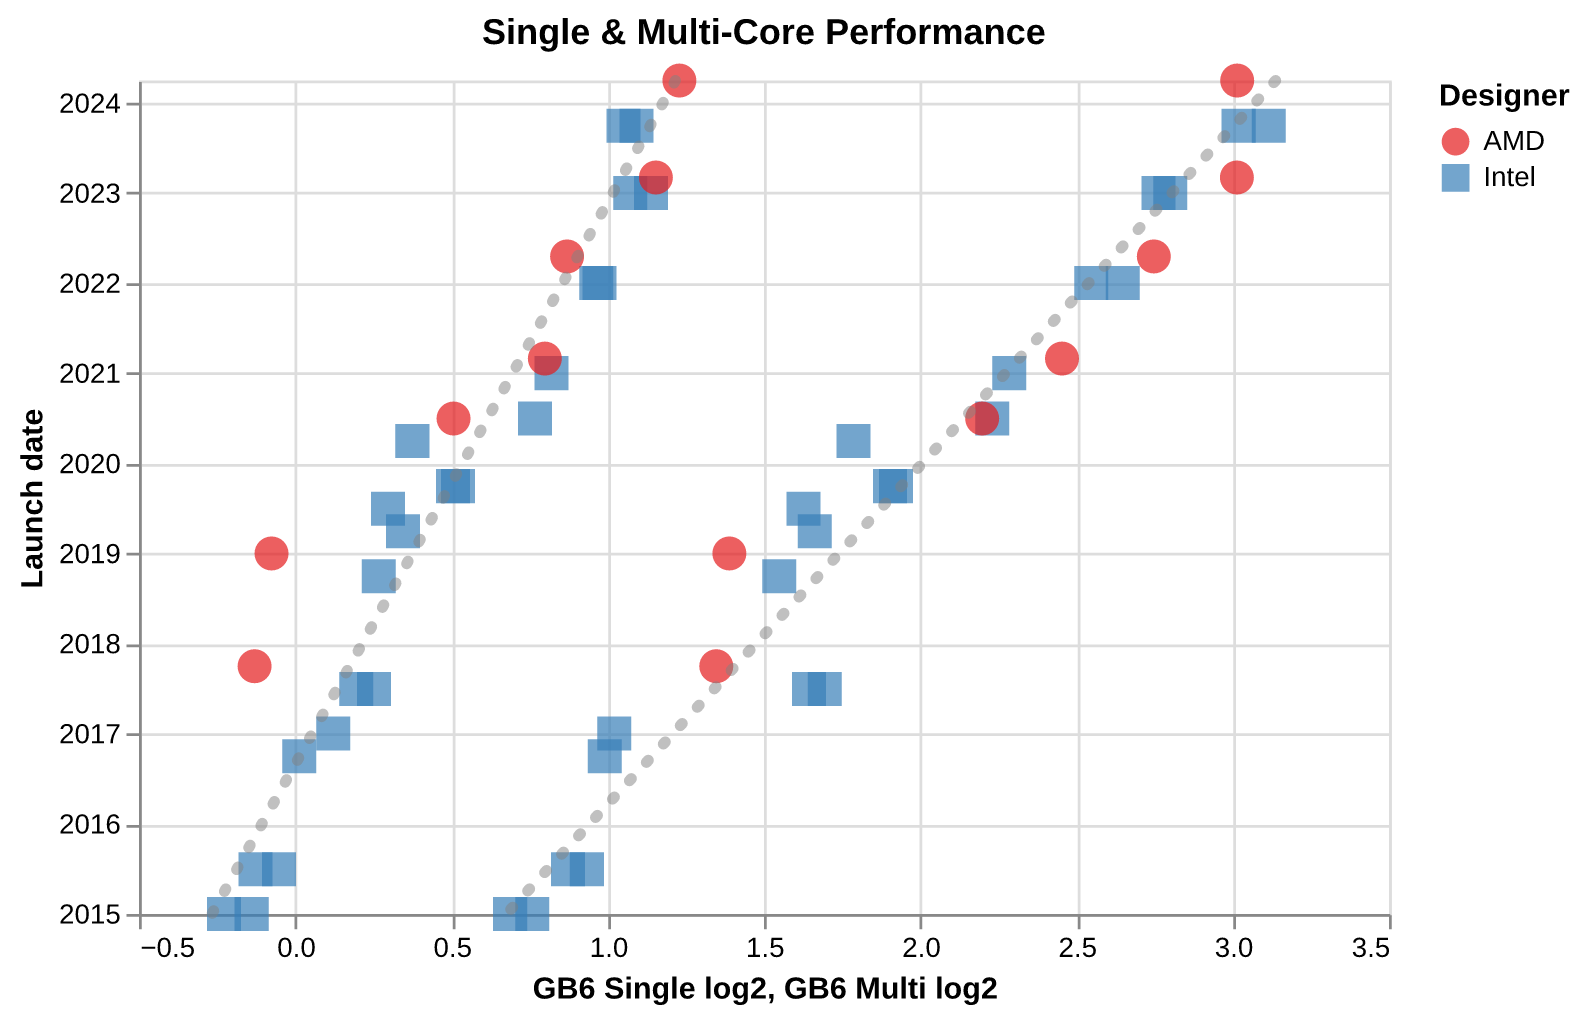 Single & Multi-Core Performance
Designer
AMD
Intel
Launch date
2024
2023
2022
2021
2020
2019
2018
2017
2016
2015
−0.5 0.0 0.5 1.0 1.5 2.0 2.5 3.0 3.5
GB6 Single log2, GB6 Multi log2